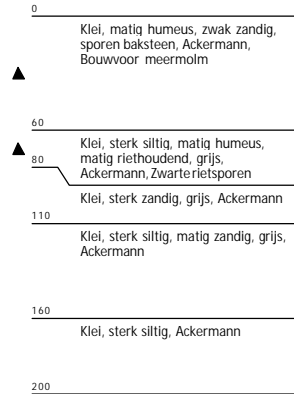 0
Klei, matig humeus, zwak zandig,
sporen baksteen, Ackermann,
Bouwvoor meermolm
60
Klei, sterk siltig, matig humeus,
matig riethoudend, grijs,
80
Ackermann, Zwarte rietsporen
Klei, sterk zandig, grijs, Ackermann
110
Klei, sterk siltig, matig zandig, grijs,
Ackermann
160
Klei, sterk siltig, Ackermann
200